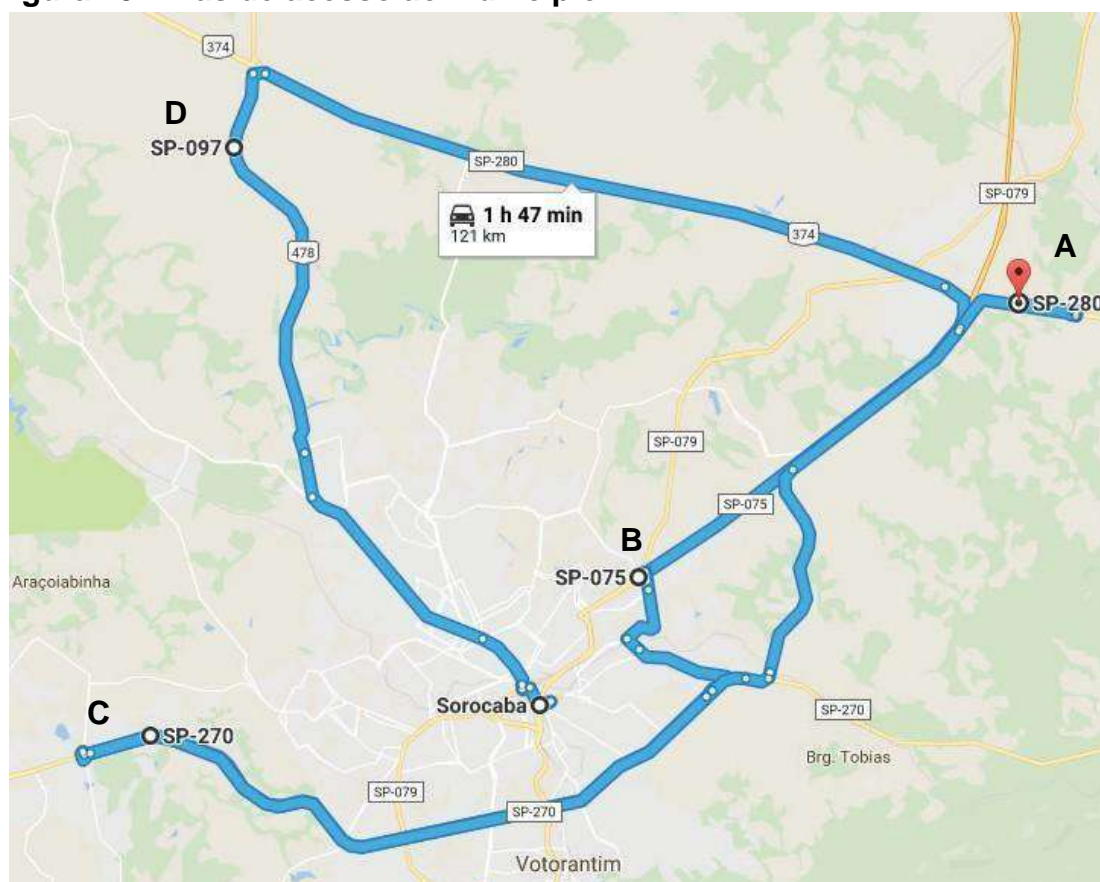 374
D
SP-097
SP-280
SP-079
1 h 47 min
121 km
478
374
A
SP-280
SP-079
SP-075
B
SP-075
Araçoiabinha
C
SP-270
Sorocaba
SP-270
Brg. Tobias
SP-079
SP-270
Votorantim